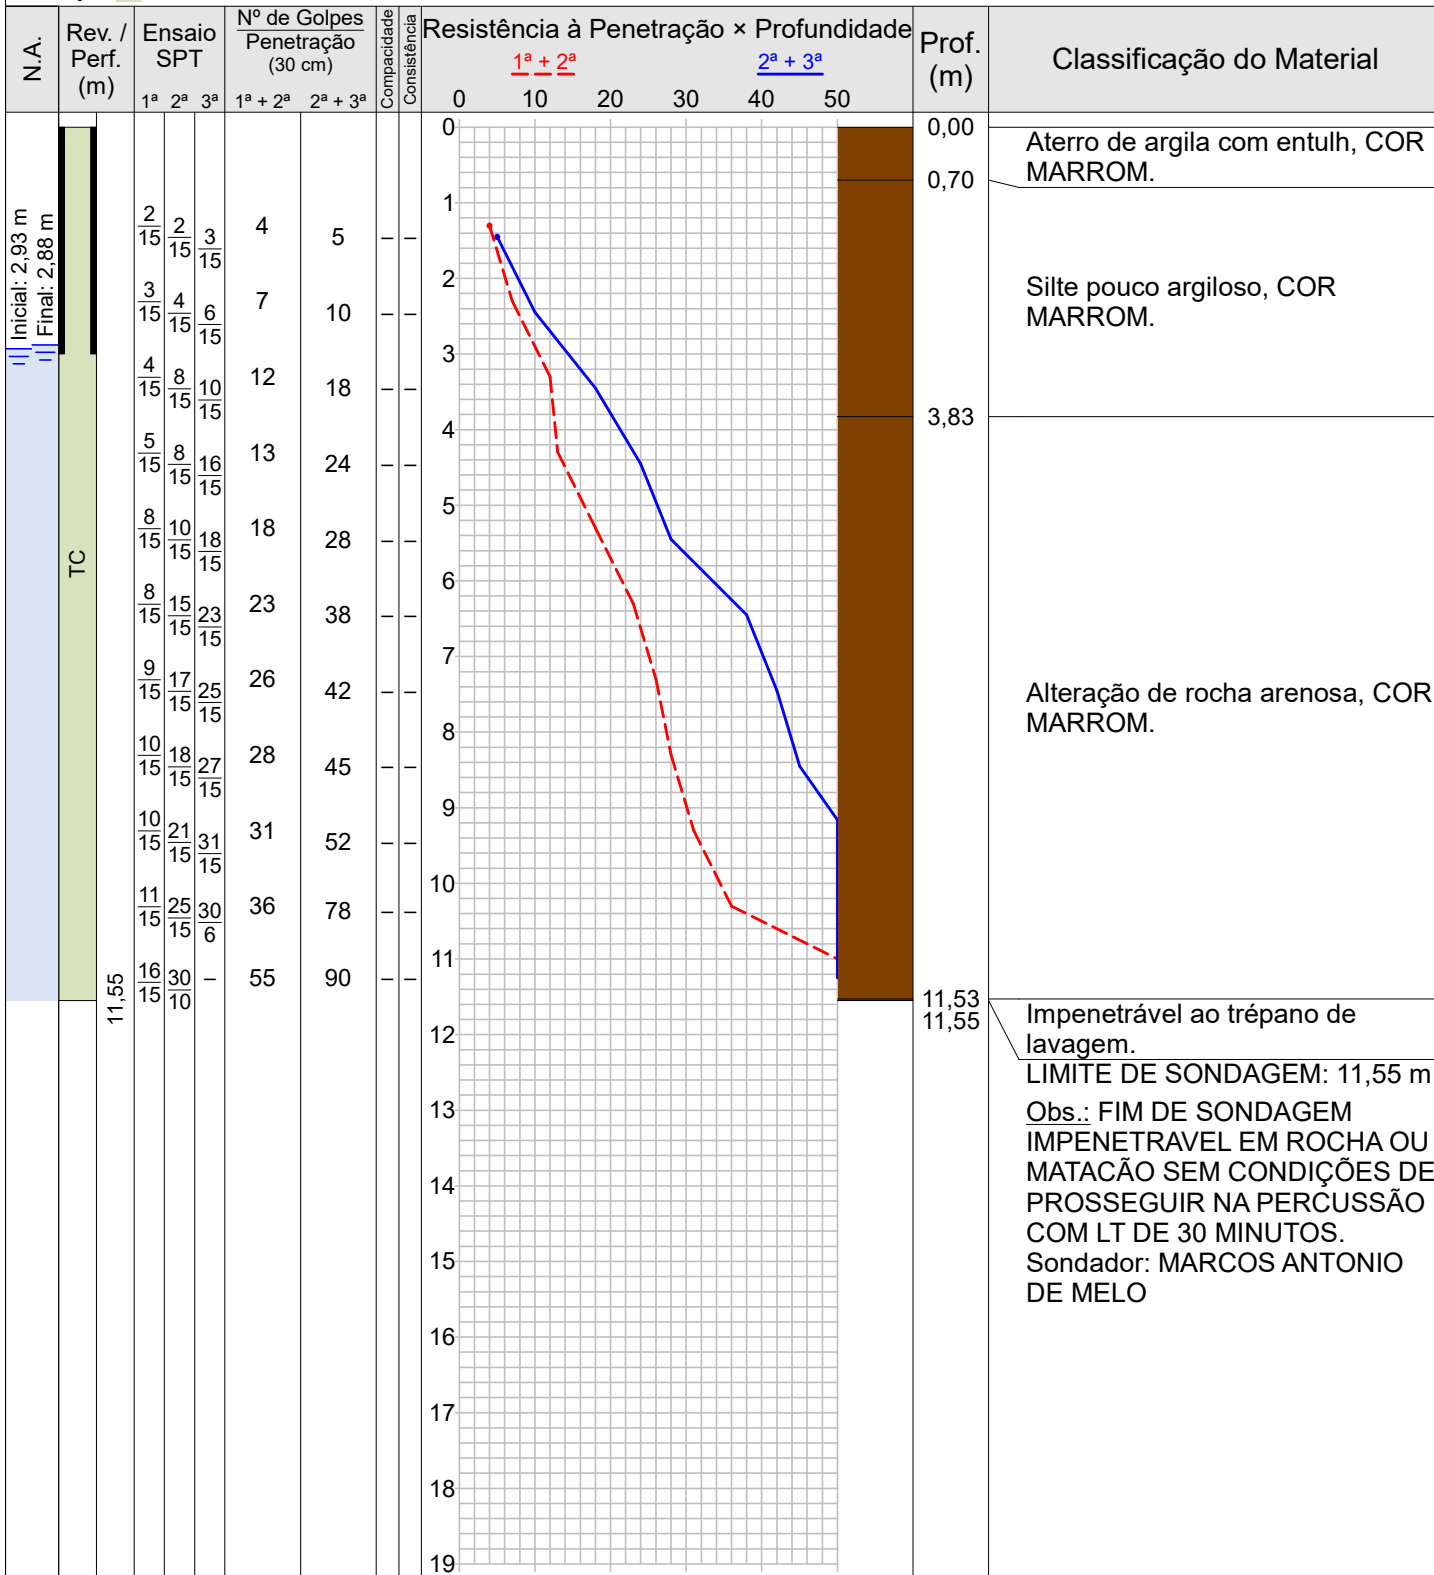 N.A.
Rev. /
Perf.
(m)
Ensaio
SPT
1ª 2ª 3ª
Nº de Golpes
Penetração
(30 cm)
1ª + 2ª 2ª + 3ª
Compacidade
Consistência
Resistência à Penetração × Profundidade
1ª + 2ª 2ª + 3ª
0 10 20 30 40 50
Prof.
(m)
Classificação do Material
Inicial: 2,93 m
Final: 2,88 m
TC
11,55
2/15 2/15 3/15 4 5 – –
3/15 4/15 6/15 7 10 – –
4/15 8/15 10/15 12 18 – –
5/15 8/15 16/15 13 24 – –
8/15 10/15 18/15 18 28 – –
8/15 15/15 23/15 23 38 – –
9/15 17/15 25/15 26 42 – –
10/15 18/15 27/15 28 45 – –
10/15 21/15 31/15 31 52 – –
11/15 25/15 30/6 36 78 – –
16/15 30/10 – 55 90 – –
0
1
2
3
4
5
6
7
8
9
10
11
12
13
14
15
16
17
18
19
0,00
0,70
3,83
11,53
11,55
Aterro de argila com entulh, COR
MARROM.
Silte pouco argiloso, COR
MARROM.
Alteração de rocha arenosa, COR
MARROM.
Impenetrável ao trépano de
lavagem.
LIMITE DE SONDAGEM: 11,55 m
Obs.: FIM DE SONDAGEM
IMPENETRAVEL EM ROCHA OU
MATACÃO SEM CONDIÇÕES DE
PROSSEGUIR NA PERCUSSÃO
COM LT DE 30 MINUTOS.
Sondador: MARCOS ANTONIO
DE MELO